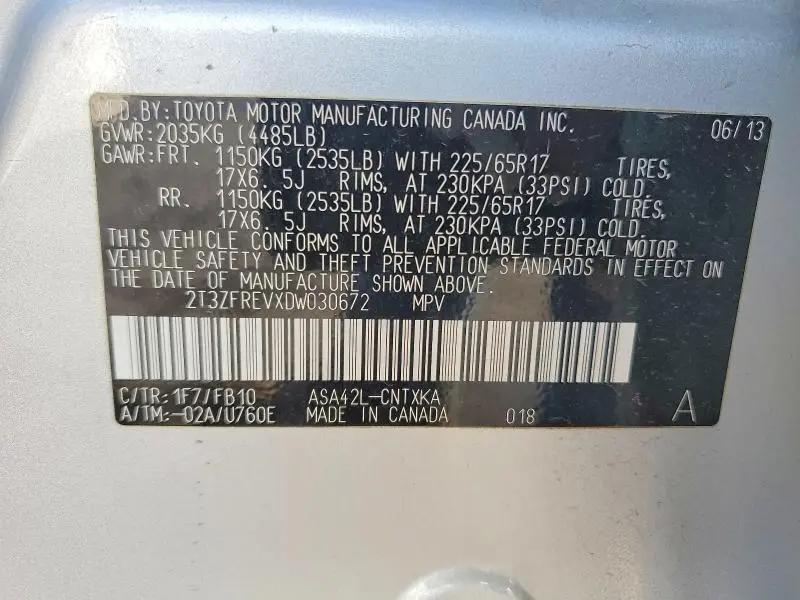 MFD.BY:TOYOTA MOTOR MANUFACTURING CANADA INC. 06/13
GVWR:2035KG (4485LB)
GAWR:FRT. 1150KG (2535LB) WITH 225/65R17 TIRES,
17X6. 5J RIMS, AT 230KPA (33PSI) COLD.
RR. 1150KG (2535LB) WITH 225/65R17 TIRES,
17X6. 5J RIMS, AT 230KPA (33PSI) COLD.
THIS VEHICLE CONFORMS TO ALL APPLICABLE FEDERAL MOTOR
VEHICLE SAFETY AND THEFT PREVENTION STANDARDS IN EFFECT ON
THE DATE OF MANUFACTURE SHOWN ABOVE.
2T3ZFREVXDW030672 MPV
C/TR:1F7/FB10 ASA42L-CNTXKA
A/TM:-02A/U760E MADE IN CANADA 018 A